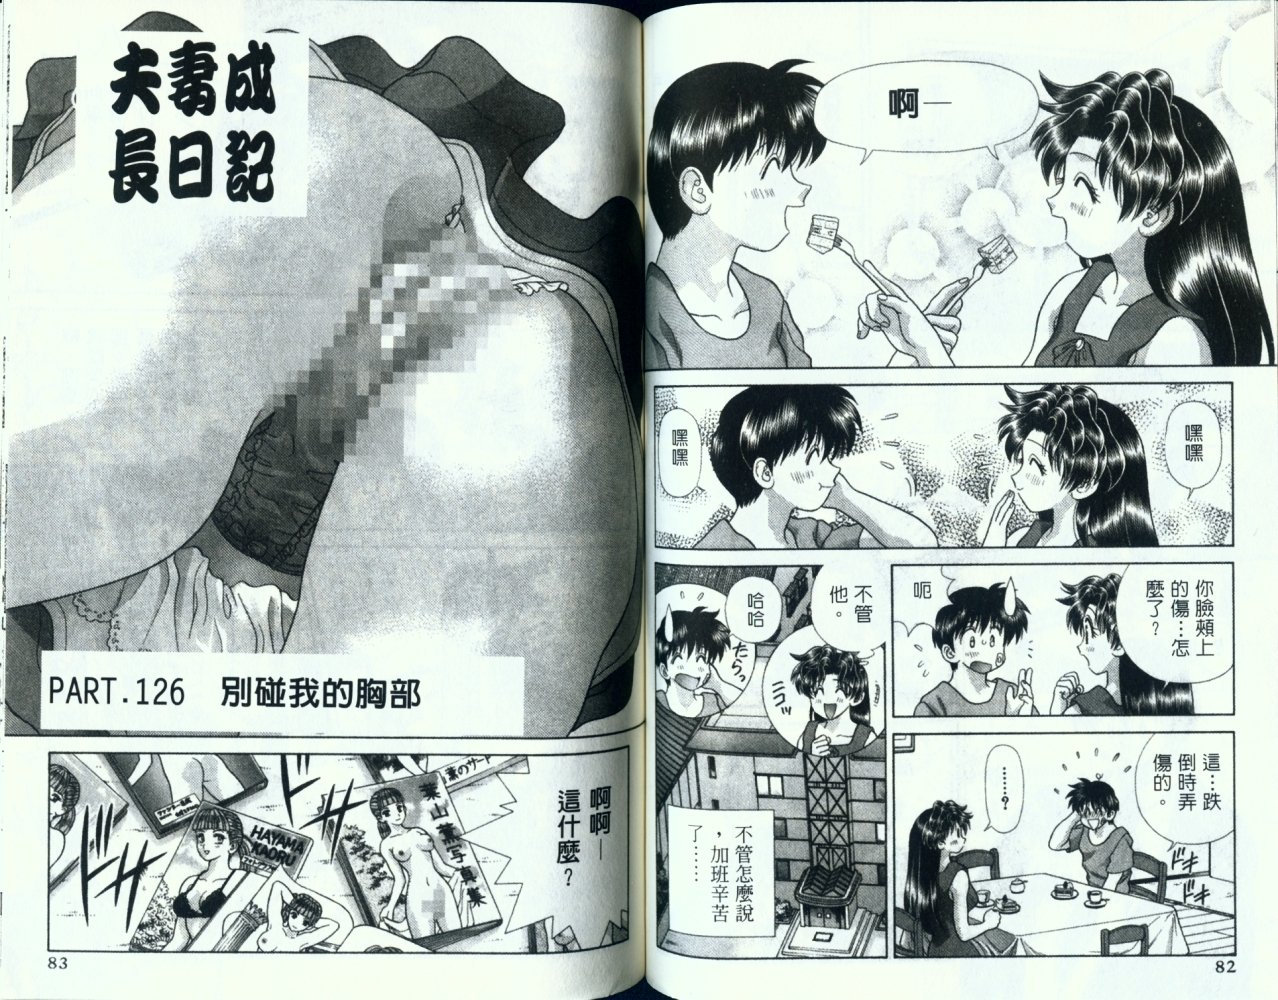 啊—
嘿
嘿
嘿
嘿
你臉頰上
的傷…怎
麼了？
呃
這…跌
倒時弄
傷的。
………?
ドキ
ドキ
不管
他。
哈
哈
たらっ
ニラッ
不管怎麼說
，加班辛苦
了……
82
夫妻成
長日記
PART.126 別碰我的胸部
啊啊—
這什麼？
葉山薫写真集
HAYAMA
KAORU
ドサ
83